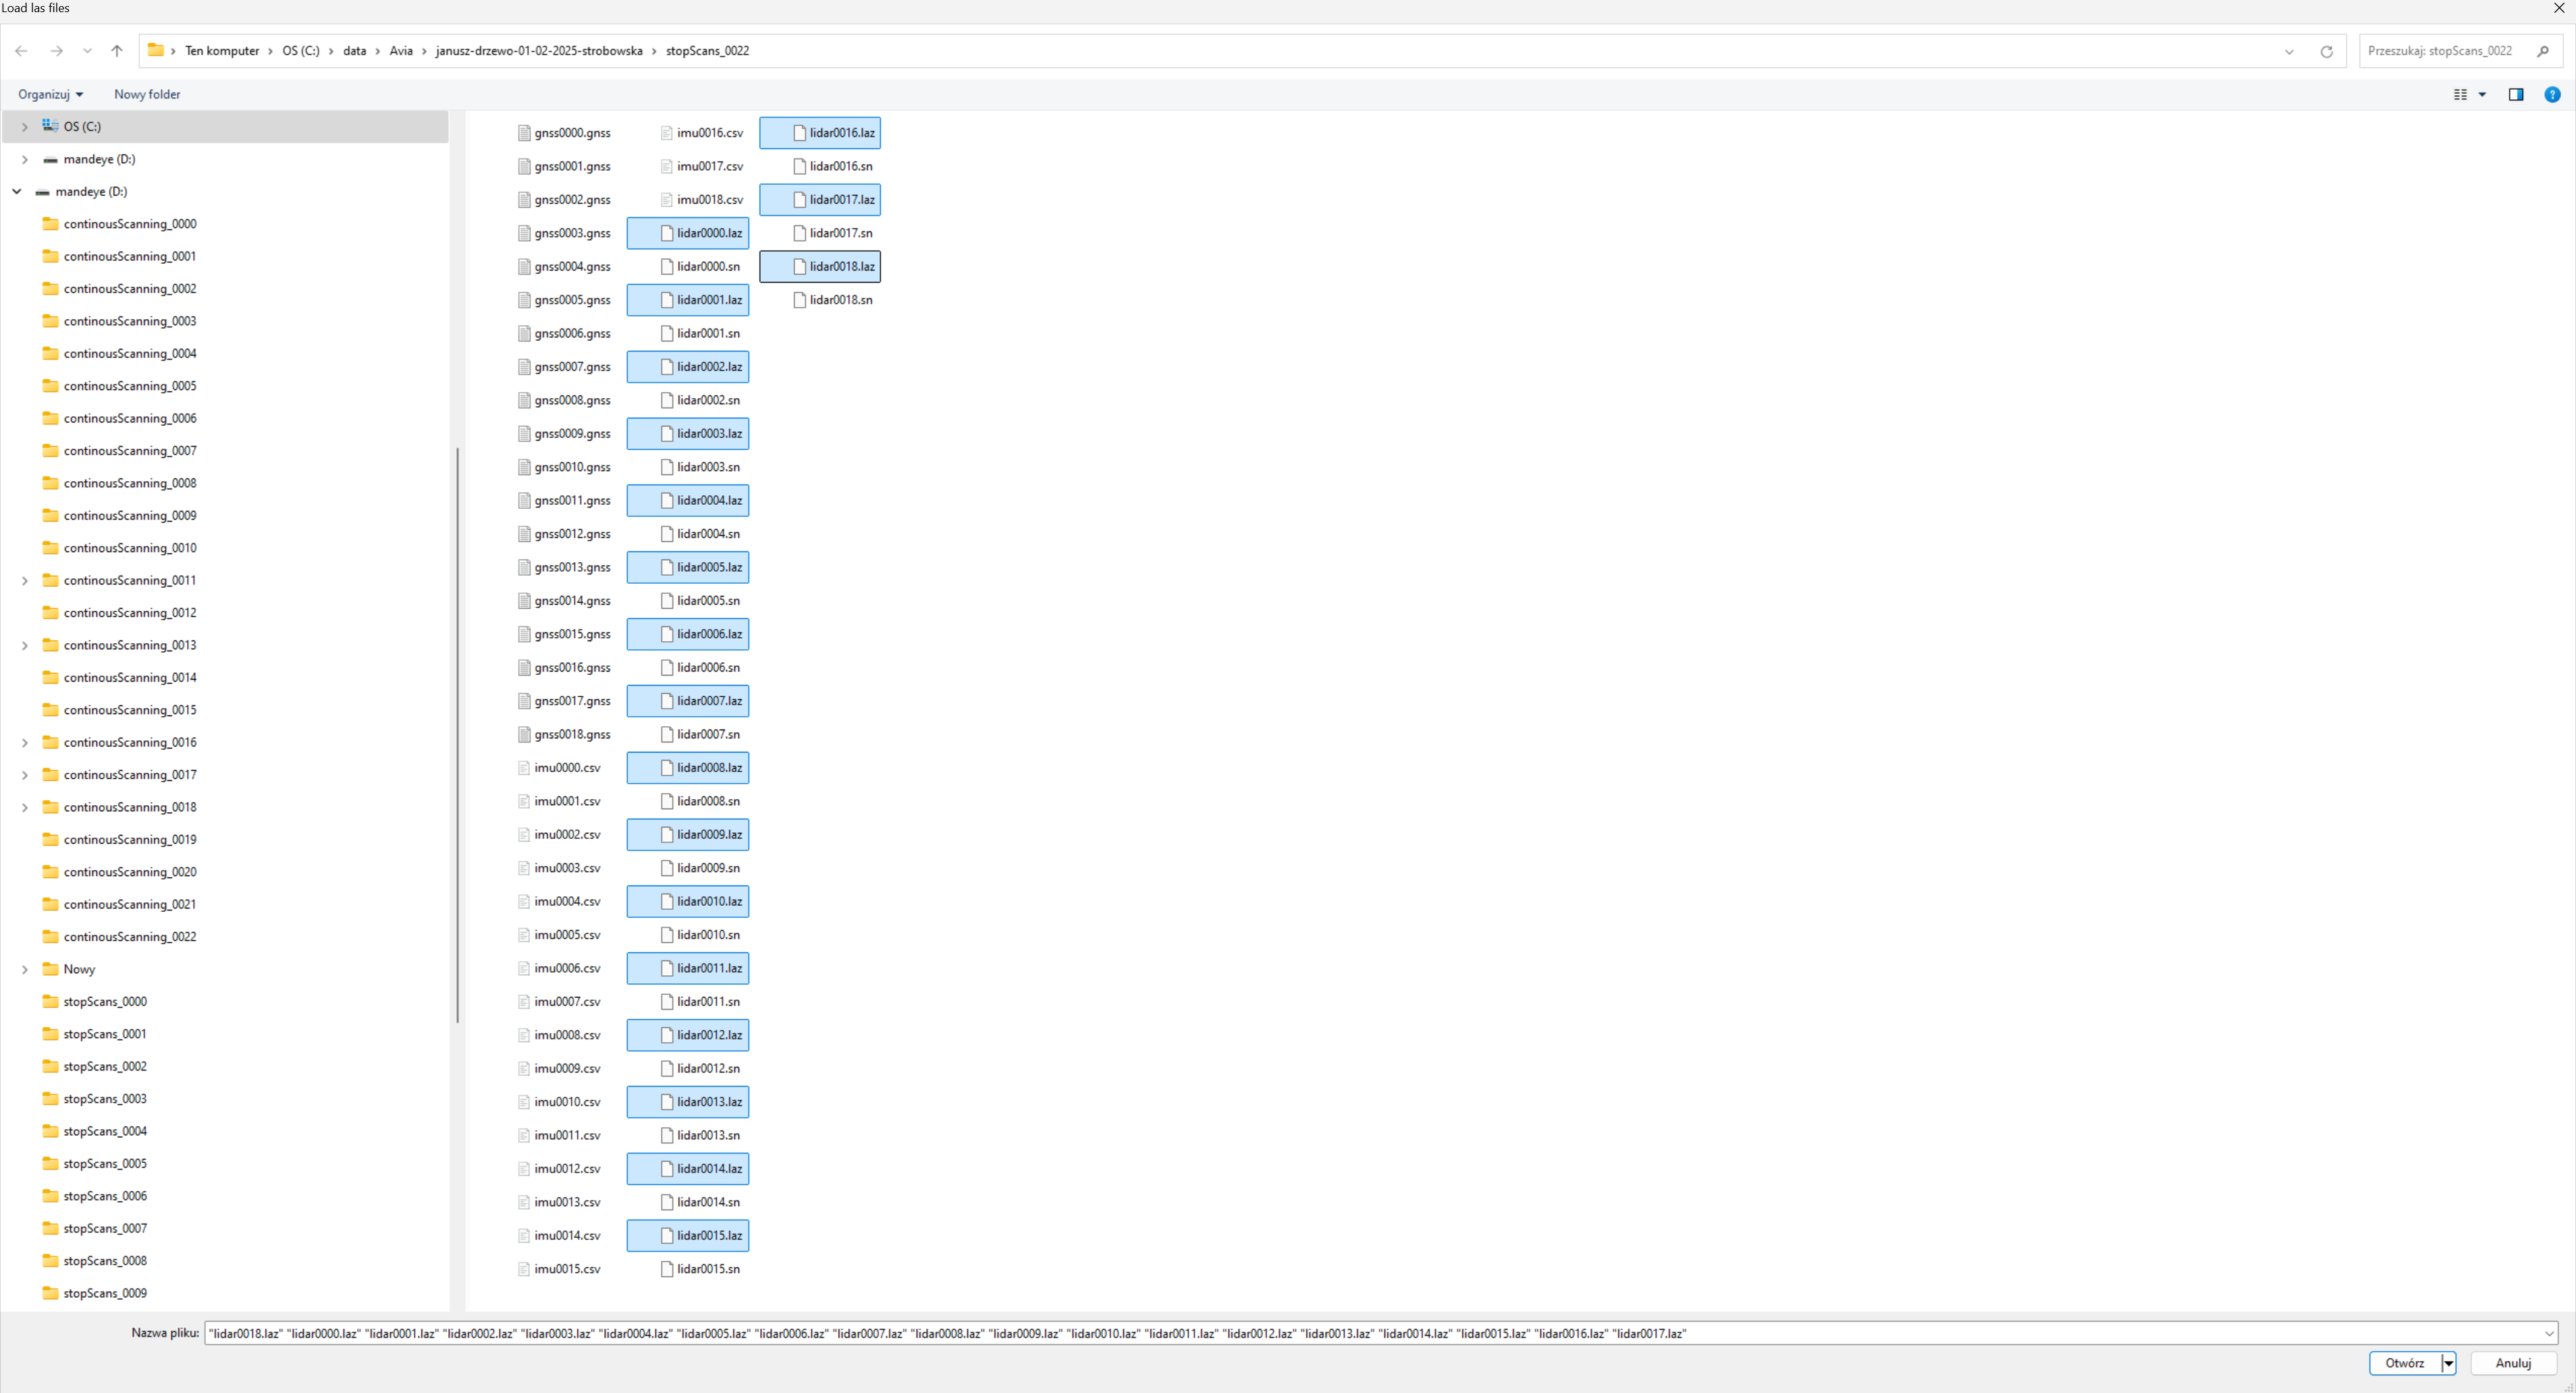 Load las files
Ten komputer > OS (C:) > data > Avia > janusz-drzewo-01-02-2025-strobowska > stopScans_0022
Przeszukaj: stopScans_0022
Organizuj
Nowy folder
OS (C:)
mandeye (D:)
mandeye (D:)
continousScanning_0000
continousScanning_0001
continousScanning_0002
continousScanning_0003
continousScanning_0004
continousScanning_0005
continousScanning_0006
continousScanning_0007
continousScanning_0008
continousScanning_0009
continousScanning_0010
continousScanning_0011
continousScanning_0012
continousScanning_0013
continousScanning_0014
continousScanning_0015
continousScanning_0016
continousScanning_0017
continousScanning_0018
continousScanning_0019
continousScanning_0020
continousScanning_0021
continousScanning_0022
Nowy
stopScans_0000
stopScans_0001
stopScans_0002
stopScans_0003
stopScans_0004
stopScans_0005
stopScans_0006
stopScans_0007
stopScans_0008
stopScans_0009
gnss0000.gnss
gnss0001.gnss
gnss0002.gnss
gnss0003.gnss
gnss0004.gnss
gnss0005.gnss
gnss0006.gnss
gnss0007.gnss
gnss0008.gnss
gnss0009.gnss
gnss0010.gnss
gnss0011.gnss
gnss0012.gnss
gnss0013.gnss
gnss0014.gnss
gnss0015.gnss
gnss0016.gnss
gnss0017.gnss
gnss0018.gnss
imu0000.csv
imu0001.csv
imu0002.csv
imu0003.csv
imu0004.csv
imu0005.csv
imu0006.csv
imu0007.csv
imu0008.csv
imu0009.csv
imu0010.csv
imu0011.csv
imu0012.csv
imu0013.csv
imu0014.csv
imu0015.csv
imu0016.csv
imu0017.csv
imu0018.csv
lidar0000.laz
lidar0000.sn
lidar0001.laz
lidar0001.sn
lidar0002.laz
lidar0002.sn
lidar0003.laz
lidar0003.sn
lidar0004.laz
lidar0004.sn
lidar0005.laz
lidar0005.sn
lidar0006.laz
lidar0006.sn
lidar0007.laz
lidar0007.sn
lidar0008.laz
lidar0008.sn
lidar0009.laz
lidar0009.sn
lidar0010.laz
lidar0010.sn
lidar0011.laz
lidar0011.sn
lidar0012.laz
lidar0012.sn
lidar0013.laz
lidar0013.sn
lidar0014.laz
lidar0014.sn
lidar0015.laz
lidar0015.sn
lidar0016.laz
lidar0016.sn
lidar0017.laz
lidar0017.sn
lidar0018.laz
lidar0018.sn
Nazwa pliku: "lidar0018.laz" "lidar0000.laz" "lidar0001.laz" "lidar0002.laz" "lidar0003.laz" "lidar0004.laz" "lidar0005.laz" "lidar0006.laz" "lidar0007.laz" "lidar0008.laz" "lidar0009.laz" "lidar0010.laz" "lidar0011.laz" "lidar0012.laz" "lidar0013.laz" "lidar0014.laz" "lidar0015.laz" "lidar0016.laz" "lidar0017.laz"
Otwórz
Anuluj